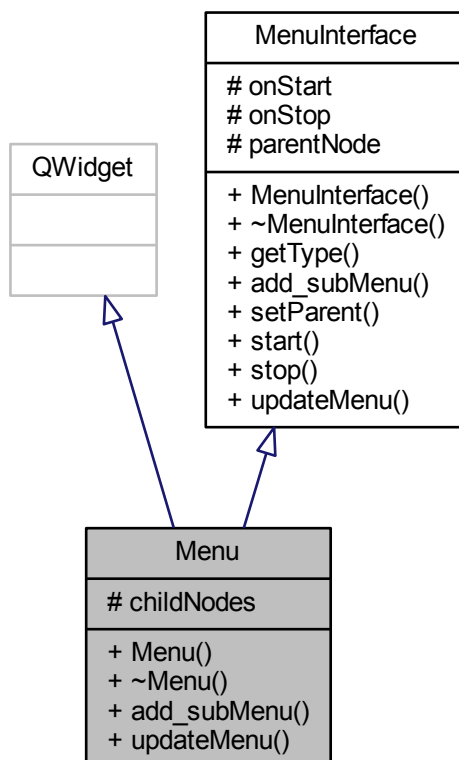 MenuInterface
# onStart
# onStop
# parentNode
+ MenuInterface()
+ ~MenuInterface()
+ getType()
+ add_subMenu()
+ setParent()
+ start()
+ stop()
+ updateMenu()
QWidget
Menu
# childNodes
+ Menu()
+ ~Menu()
+ add_subMenu()
+ updateMenu()